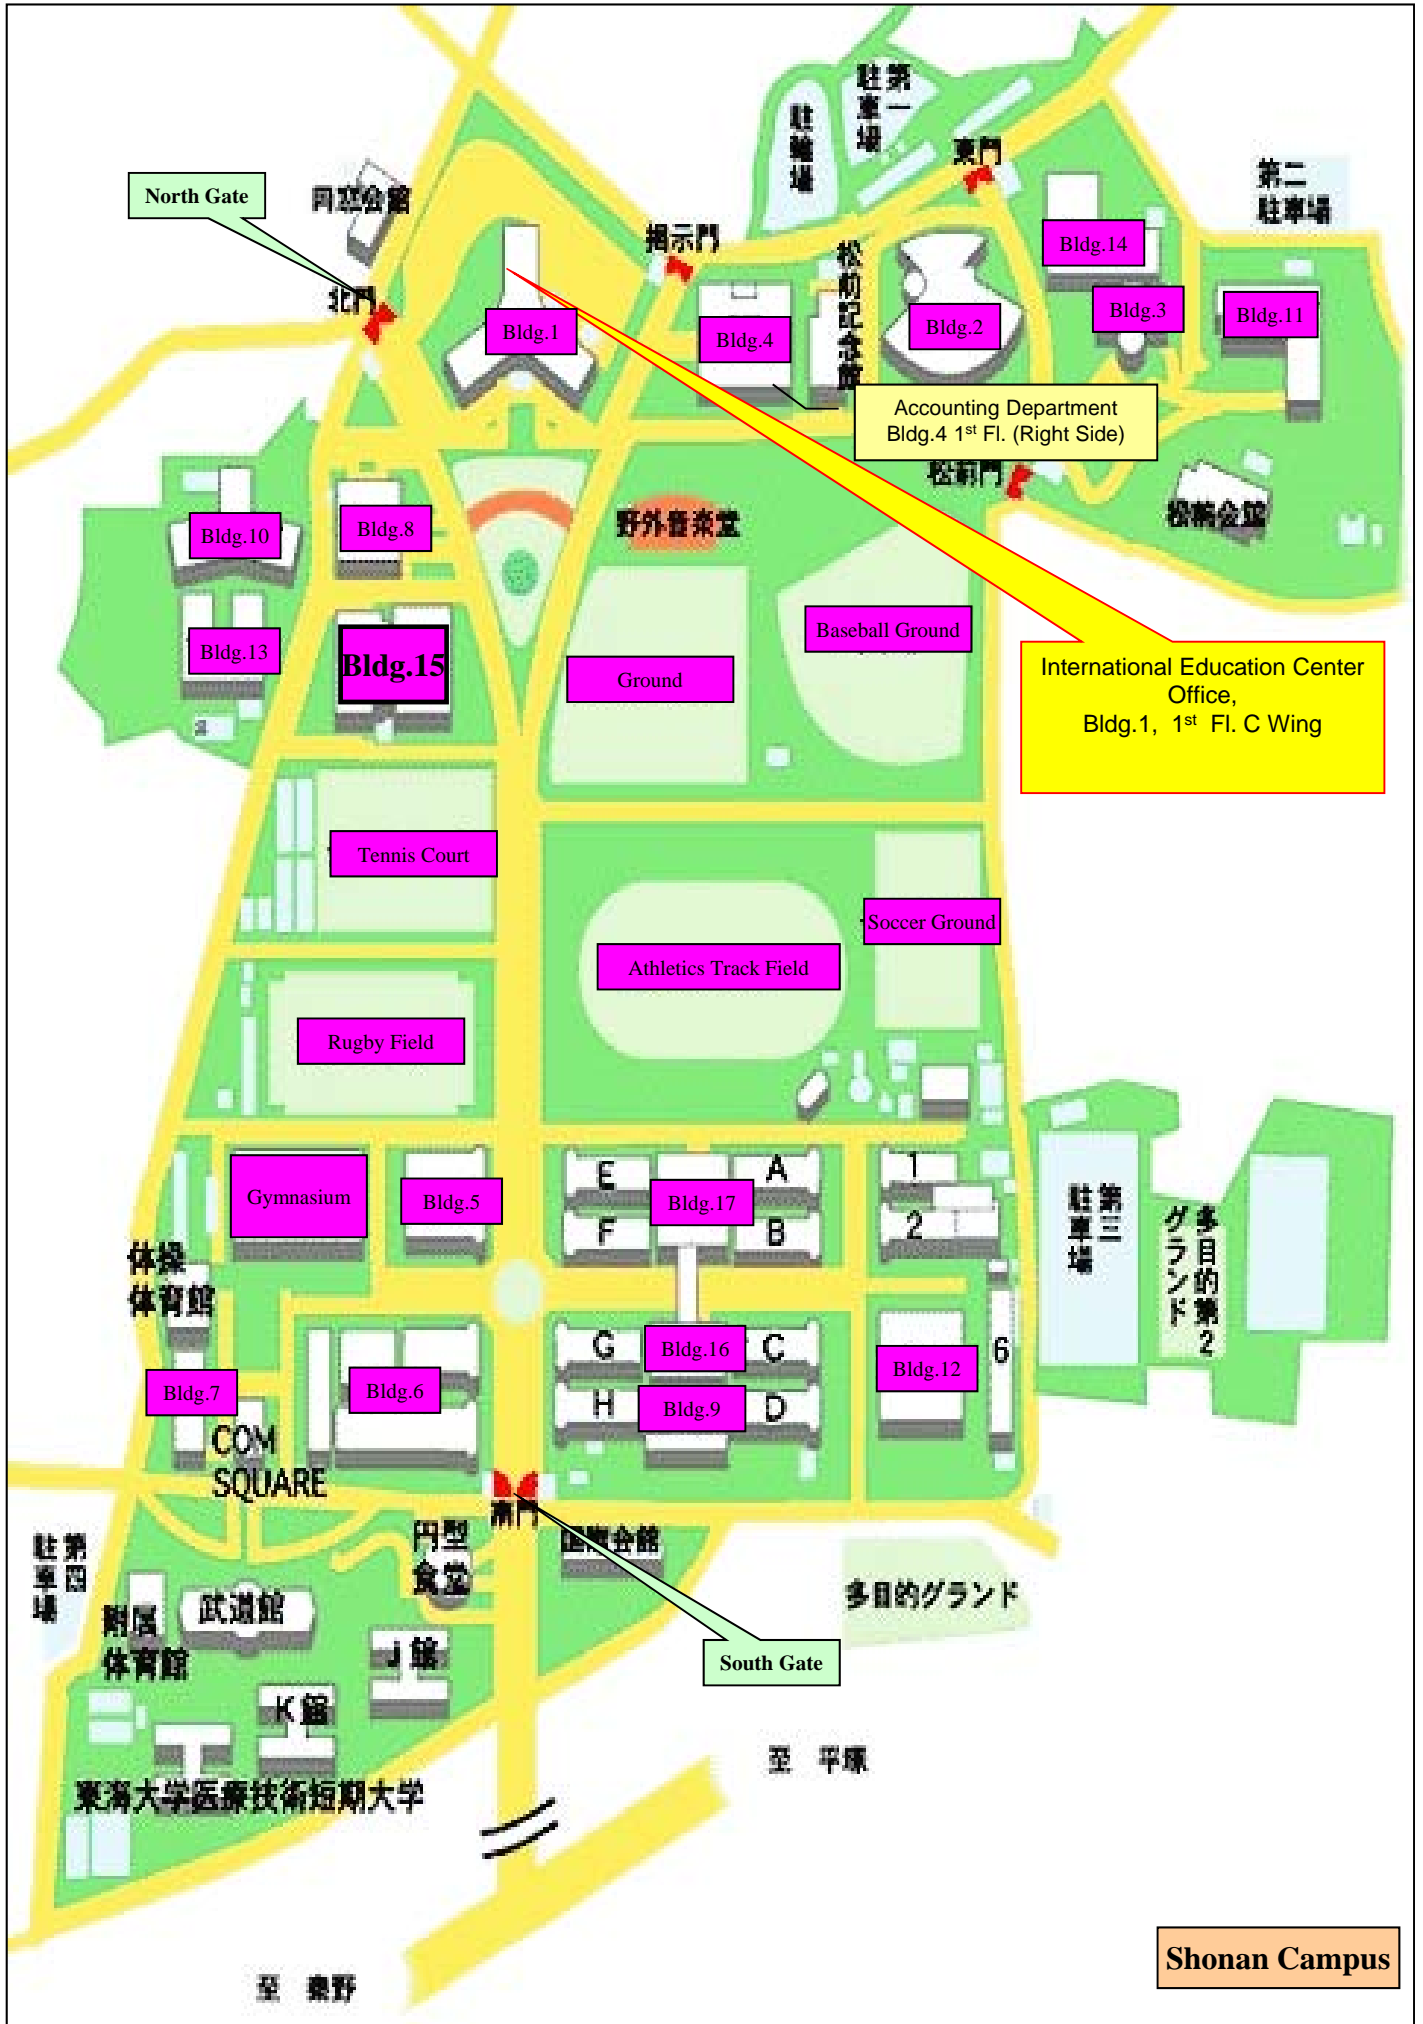 第一
駐車場
駐輪場
東門
第二
駐車場
North Gate
同窓会館
掲示門
松前記念館
Bldg.14
北門
Bldg.1
Bldg.4
Bldg.2
Bldg.3
Bldg.11
Accounting Department
Bldg.4 1st Fl. (Right Side)
松前門
Bldg.10
Bldg.8
野外音楽堂
松韻会館
Bldg.13
Bldg.15
Ground
Baseball Ground
International Education Center
Office,
Bldg.1, 1st Fl. C Wing
Tennis Court
Soccer Ground
Athletics Track Field
Rugby Field
Gymnasium
Bldg.5
E
A
Bldg.17
F
B
1
2
第三
駐車場
多目的第2
グランド
体操
体育館
G
Bldg.16
C
Bldg.12
6
Bldg.7
Bldg.6
H
Bldg.9
D
COM
SQUARE
南門
円型
食堂
国際会館
第四
駐車場
武道館
附属
体育館
多目的グランド
J館
South Gate
K館
至 平塚
東海大学医療技術短期大学
至 秦野
Shonan Campus